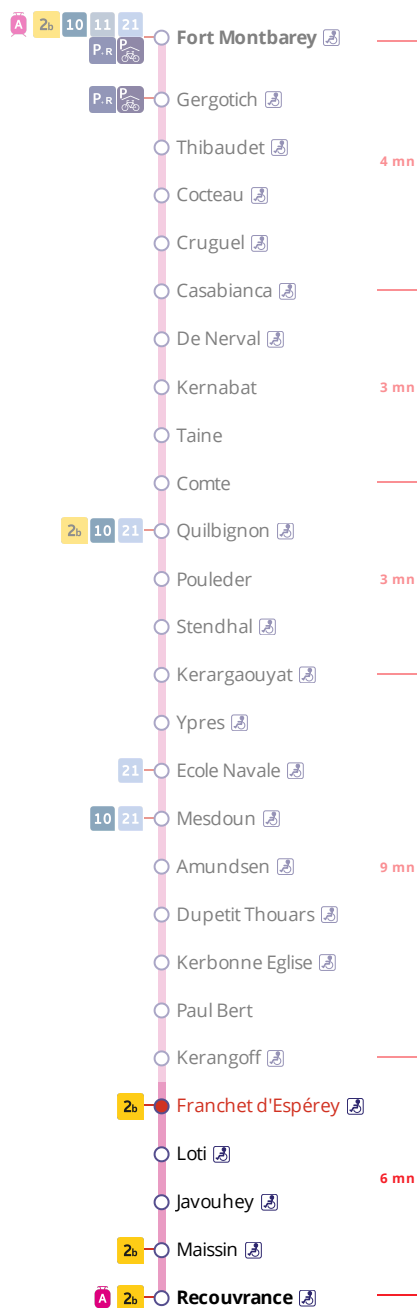 A 2b 10 11 21 Fort Montbarey
P+R P
P+R P Gergotich
Thibaudet
4 mn
Cocteau
Cruguel
Casabianca
De Nerval
Kernabat 3 mn
Taine
Comte
2b 10 21 Quilbignon
Pouleder 3 mn
Stendhal
Kerargaouyat
Ypres
21 Ecole Navale
10 21 Mesdoun
Amundsen 9 mn
Dupetit Thouars
Kerbonne Eglise
Paul Bert
Kerangoff
2b Franchet d'Espérey
Loti
6 mn
Javouhey
2b Maissin
A 2b Recouvrance